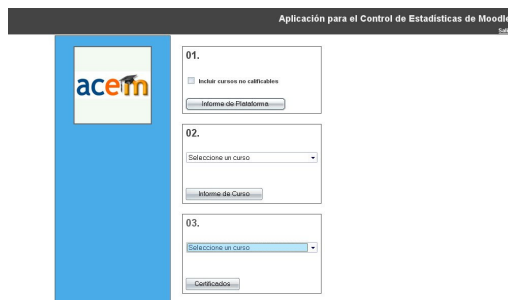 Aplicación para el Control de Estadísticas de Moodle
acem
01.
Incluir cursos no calificables
Informe de Plataforma
02.
Seleccione un curso
Informe de Curso
03.
Seleccione un curso
Certificados